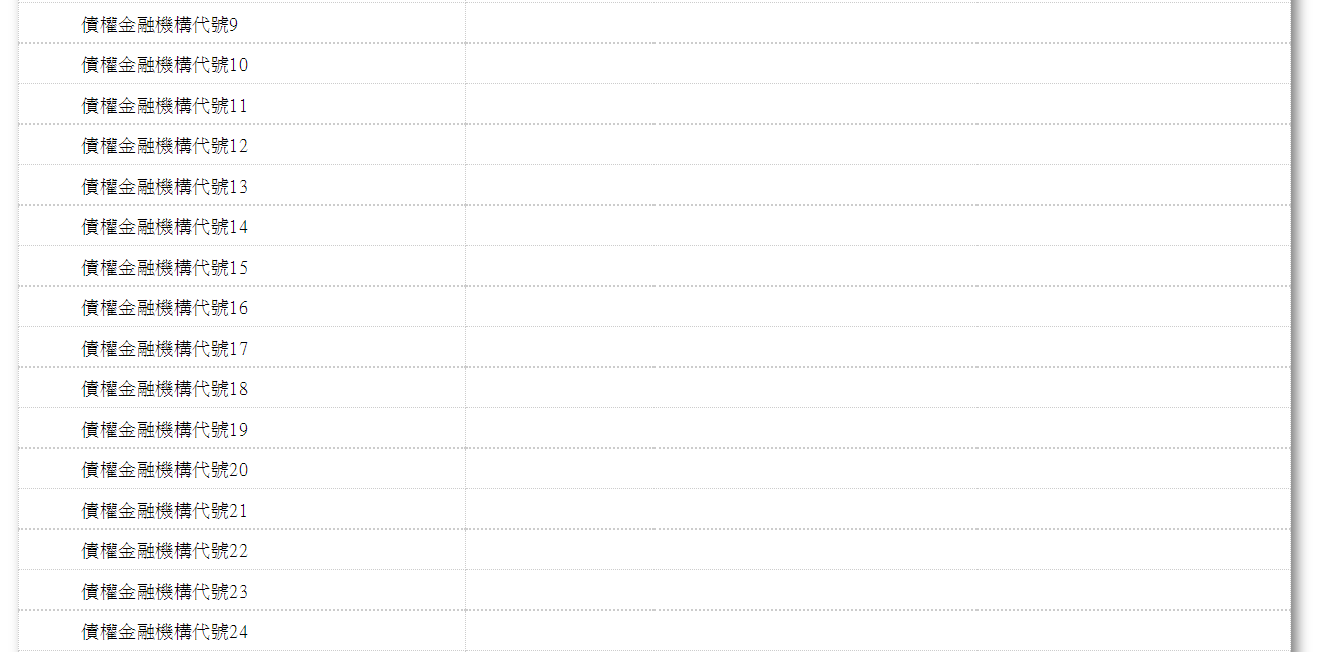 債權金融機構代號9
債權金融機構代號10
債權金融機構代號11
債權金融機構代號12
債權金融機構代號13
債權金融機構代號14
債權金融機構代號15
債權金融機構代號16
債權金融機構代號17
債權金融機構代號18
債權金融機構代號19
債權金融機構代號20
債權金融機構代號21
債權金融機構代號22
債權金融機構代號23
債權金融機構代號24